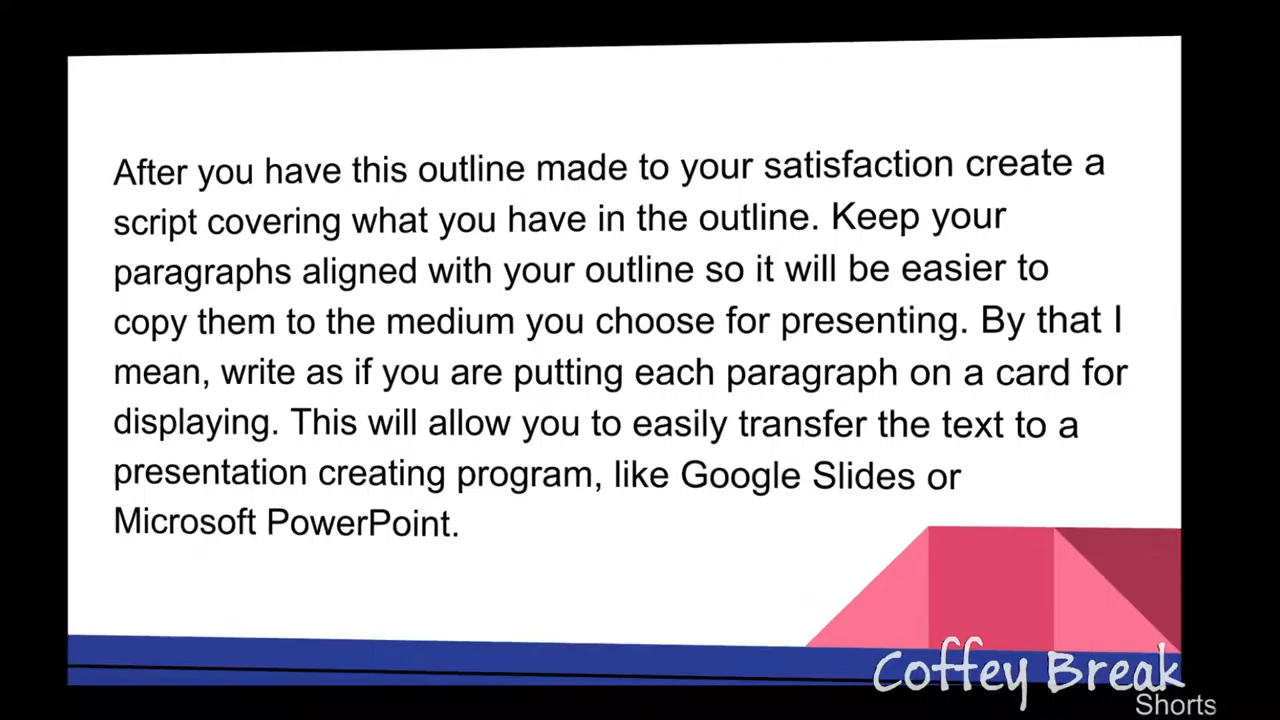 After you have this outline made to your satisfaction create a
script covering what you have in the outline. Keep your
paragraphs aligned with your outline so it will be easier to
copy them to the medium you choose for presenting. By that I
mean, write as if you are putting each paragraph on a card for
displaying. This will allow you to easily transfer the text to a
presentation creating program, like Google Slides or
Microsoft PowerPoint.
Coffey Break
Shorts